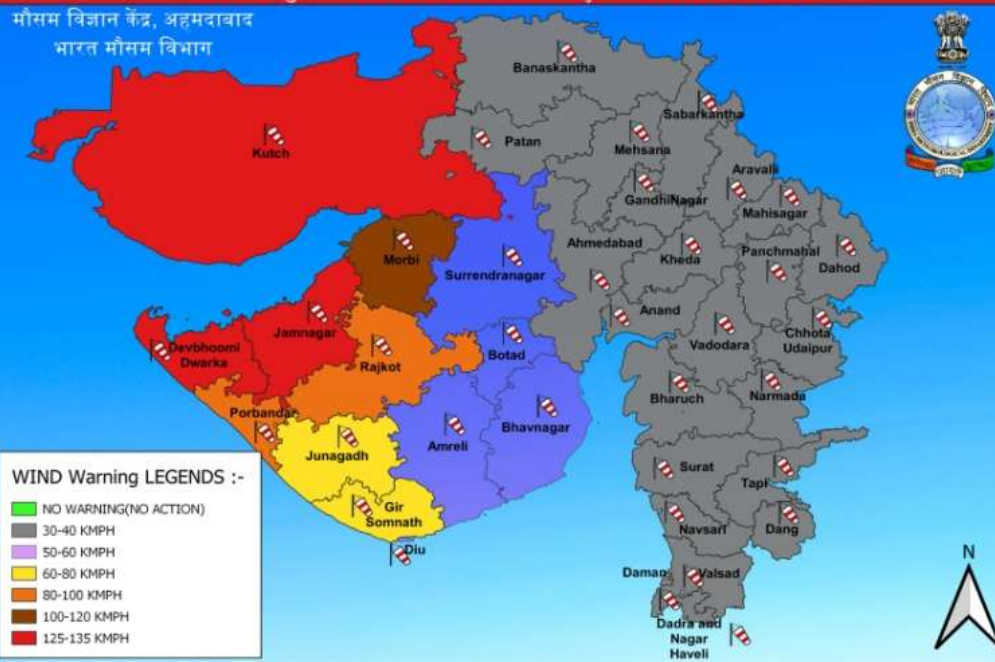 मौसम विज्ञान केंद्र, अहमदाबाद
भारत मौसम विभाग
Banaskantha
Sabarkantha
Kutch
Patan
Mehsana
Aravalli
GandhiNagar
Mahisagar
Ahmedabad
Kheda
Panchmahal
Dahod
Morbi
Surrendranagar
Anand
Vadodara
Chhota
Udaipur
Jamnagar
Devbhoomi
Dwarka
Rajkot
Botad
Bharuch
Narmada
Porbandar
Junagadh
Amreli
Bhavnagar
Surat
Tapi
Gir
Somnath
Diu
Navsari
Dang
Daman
Valsad
Dadra and
Nagar
Haveli
WIND Warning LEGENDS :-
NO WARNING(NO ACTION)
30-40 KMPH
50-60 KMPH
60-80 KMPH
80-100 KMPH
100-120 KMPH
125-135 KMPH
N